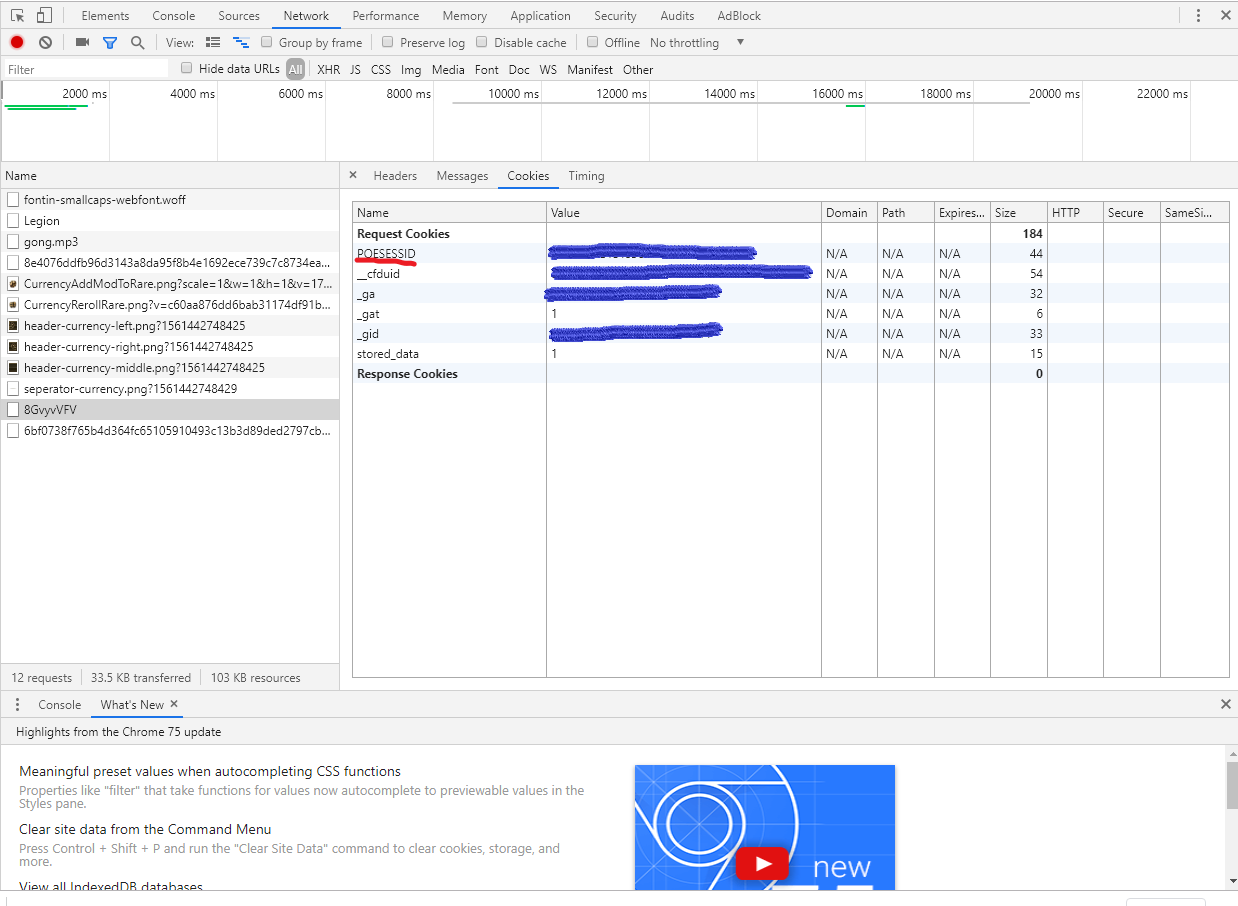 Elements Console Sources Network Performance Memory Application Security Audits AdBlock
View: Group by frame Preserve log Disable cache Offline No throttling
Filter Hide data URLs All XHR JS CSS Img Media Font Doc WS Manifest Other
2000 ms 4000 ms 6000 ms 8000 ms 10000 ms 12000 ms 14000 ms 16000 ms 18000 ms 20000 ms 22000 ms
Name
fontin-smallcaps-webfont.woff
Legion
gong.mp3
8e4076ddfb96d3143a8da95f8b4e1692ece739c7c8734ea...
CurrencyAddModToRare.png?scale=1&w=1&h=1&v=17...
CurrencyRerollRare.png?v=c60aa876dd6bab31174df91b...
header-currency-left.png?1561442748425
header-currency-right.png?1561442748425
header-currency-middle.png?1561442748425
seperator-currency.png?1561442748429
8GvyvVFV
6bf0738f765b4d364fc65105910493c13b3d89ded2797cb...
12 requests 33.5 KB transferred 103 KB resources
Headers Messages Cookies Timing
Name Value Domain Path Expires... Size HTTP Secure SameSi...
Request Cookies 184
POESESSID N/A N/A N/A 44
__cfduid N/A N/A N/A 54
_ga N/A N/A N/A 32
_gat 1 N/A N/A N/A 6
_gid N/A N/A N/A 33
stored_data 1 N/A N/A N/A 15
Response Cookies 0
Console What's New
Highlights from the Chrome 75 update
Meaningful preset values when autocompleting CSS functions
Properties like "filter" that take functions for values now autocomplete to previewable values in the
Styles pane.
Clear site data from the Command Menu
Press Control + Shift + P and run the "Clear Site Data" command to clear cookies, storage, and
more.
View all IndexedDB databases
new